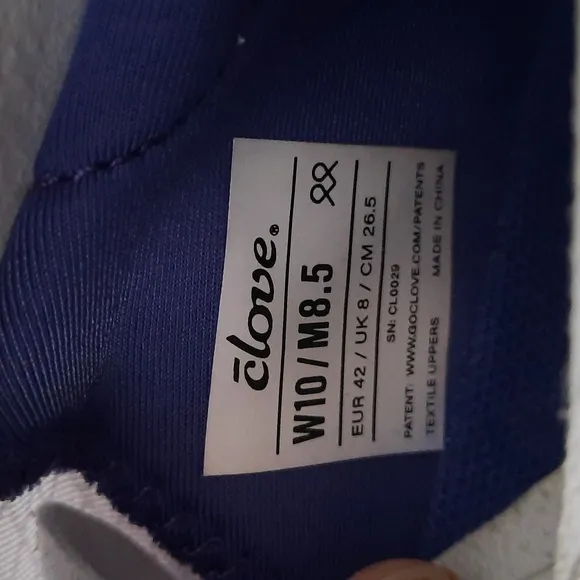 clove®
W10/M8.5
EUR 42 / UK 8 / CM 26.5
SN: CL0029
PATENT: WWW.GOCLOVE.COM/PATENTS
TEXTILE UPPERS MADE IN CHINA